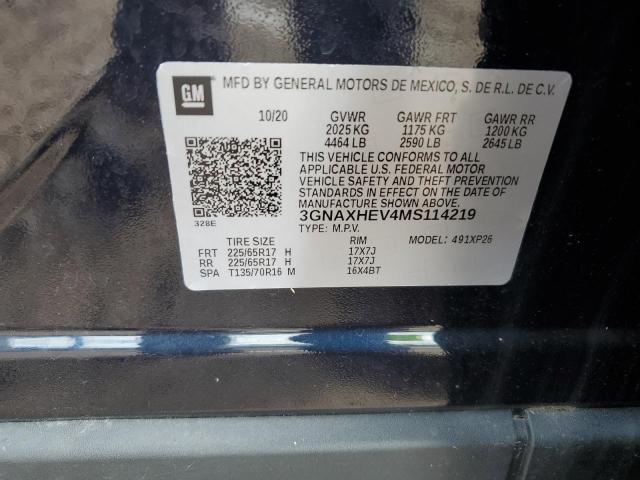 GM
MFD BY GENERAL MOTORS DE MEXICO, S. DE R.L. DE C.V.
10/20 GVWR GAWR FRT GAWR RR
2025 KG 1175 KG 1200 KG
4464 LB 2590 LB 2645 LB
THIS VEHICLE CONFORMS TO ALL
APPLICABLE U.S. FEDERAL MOTOR
VEHICLE SAFETY AND THEFT PREVENTION
STANDARDS IN EFFECT ON THE DATE OF
MANUFACTURE SHOWN ABOVE.
3GNAXHEV4MS114219
328E
TYPE: M.P.V. MODEL: 491XP26
TIRE SIZE RIM
FRT 225/65R17 H 17X7J
RR 225/65R17 H 17X7J
SPA T135/70R16 M 16X4BT